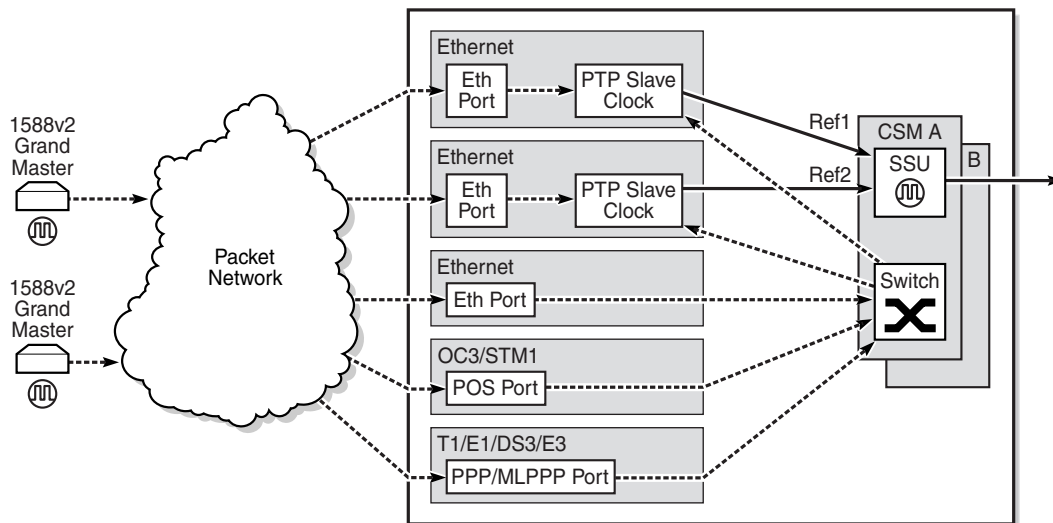 1588v2
Grand
Master
1588v2
Grand
Master
Packet
Network
Ethernet
Eth
Port
PTP Slave
Clock
Ethernet
Eth
Port
PTP Slave
Clock
Ethernet
Eth Port
OC3/STM1
POS Port
T1/E1/DS3/E3
PPP/MLPPP Port
Ref1
Ref2
CSM A
B
SSU
Switch